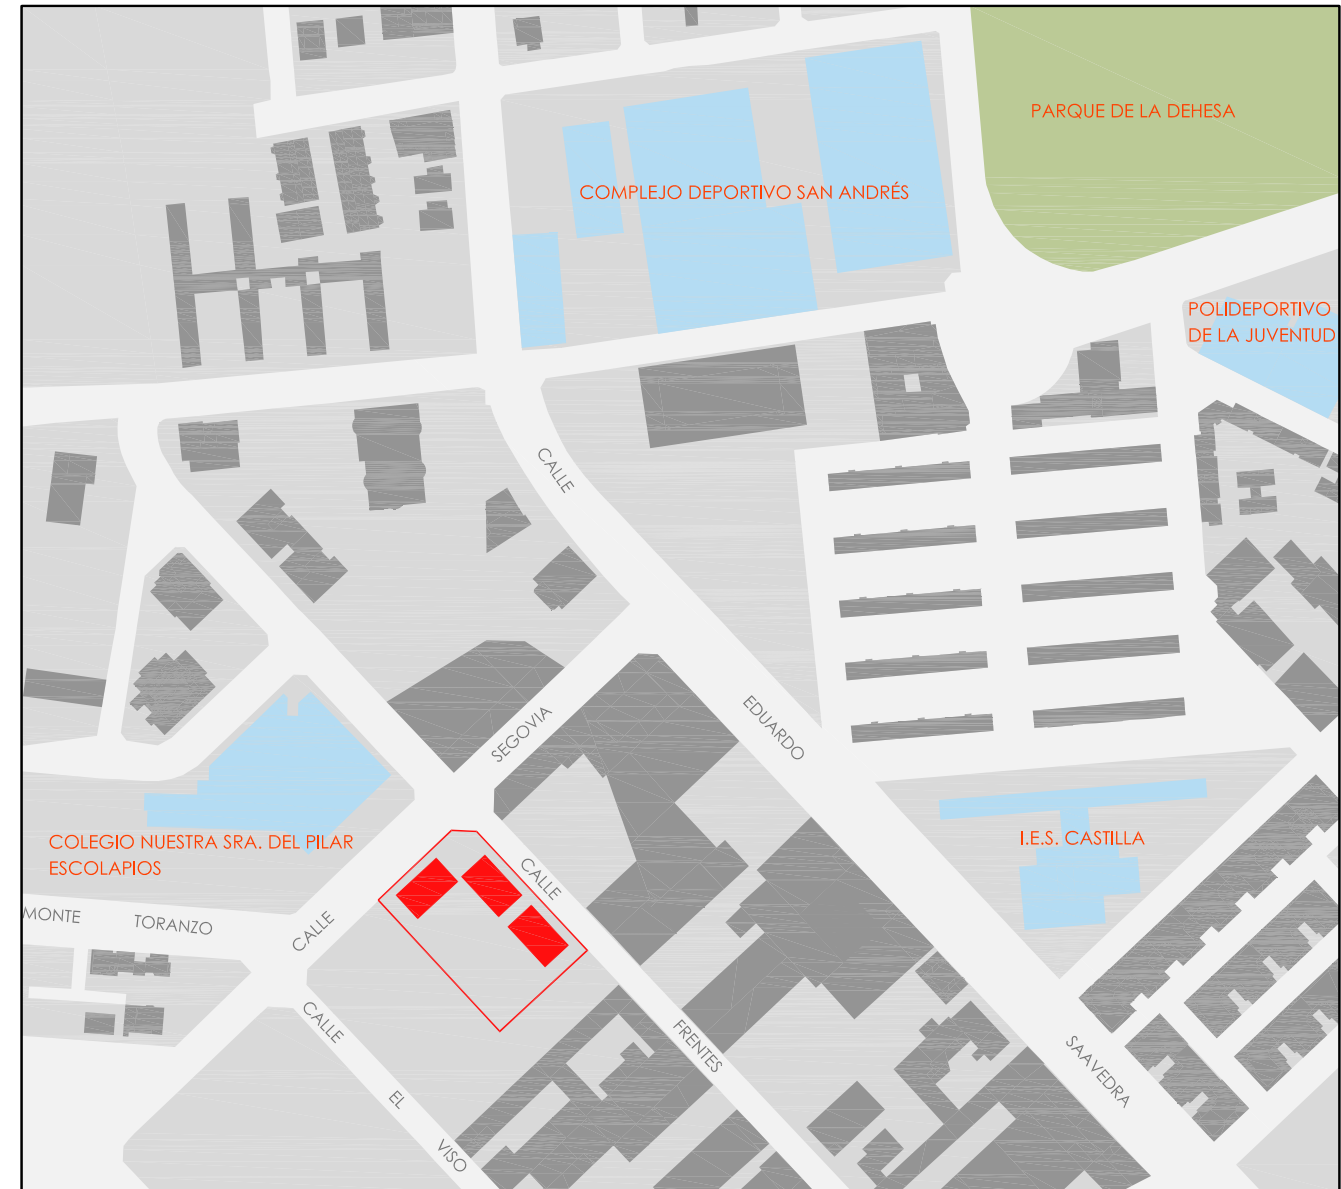 PARQUE DE LA DEHESA
COMPLEJO DEPORTIVO SAN ANDRÉS
POLIDEPORTIVO
DE LA JUVENTUD
CALLE
EDUARDO
SAAVEDRA
SEGOVIA
CALLE
I.E.S. CASTILLA
COLEGIO NUESTRA SRA. DEL PILAR
ESCOLAPIOS
CALLE
FRENTES
MONTE TORANZO
CALLE
EL
VISO